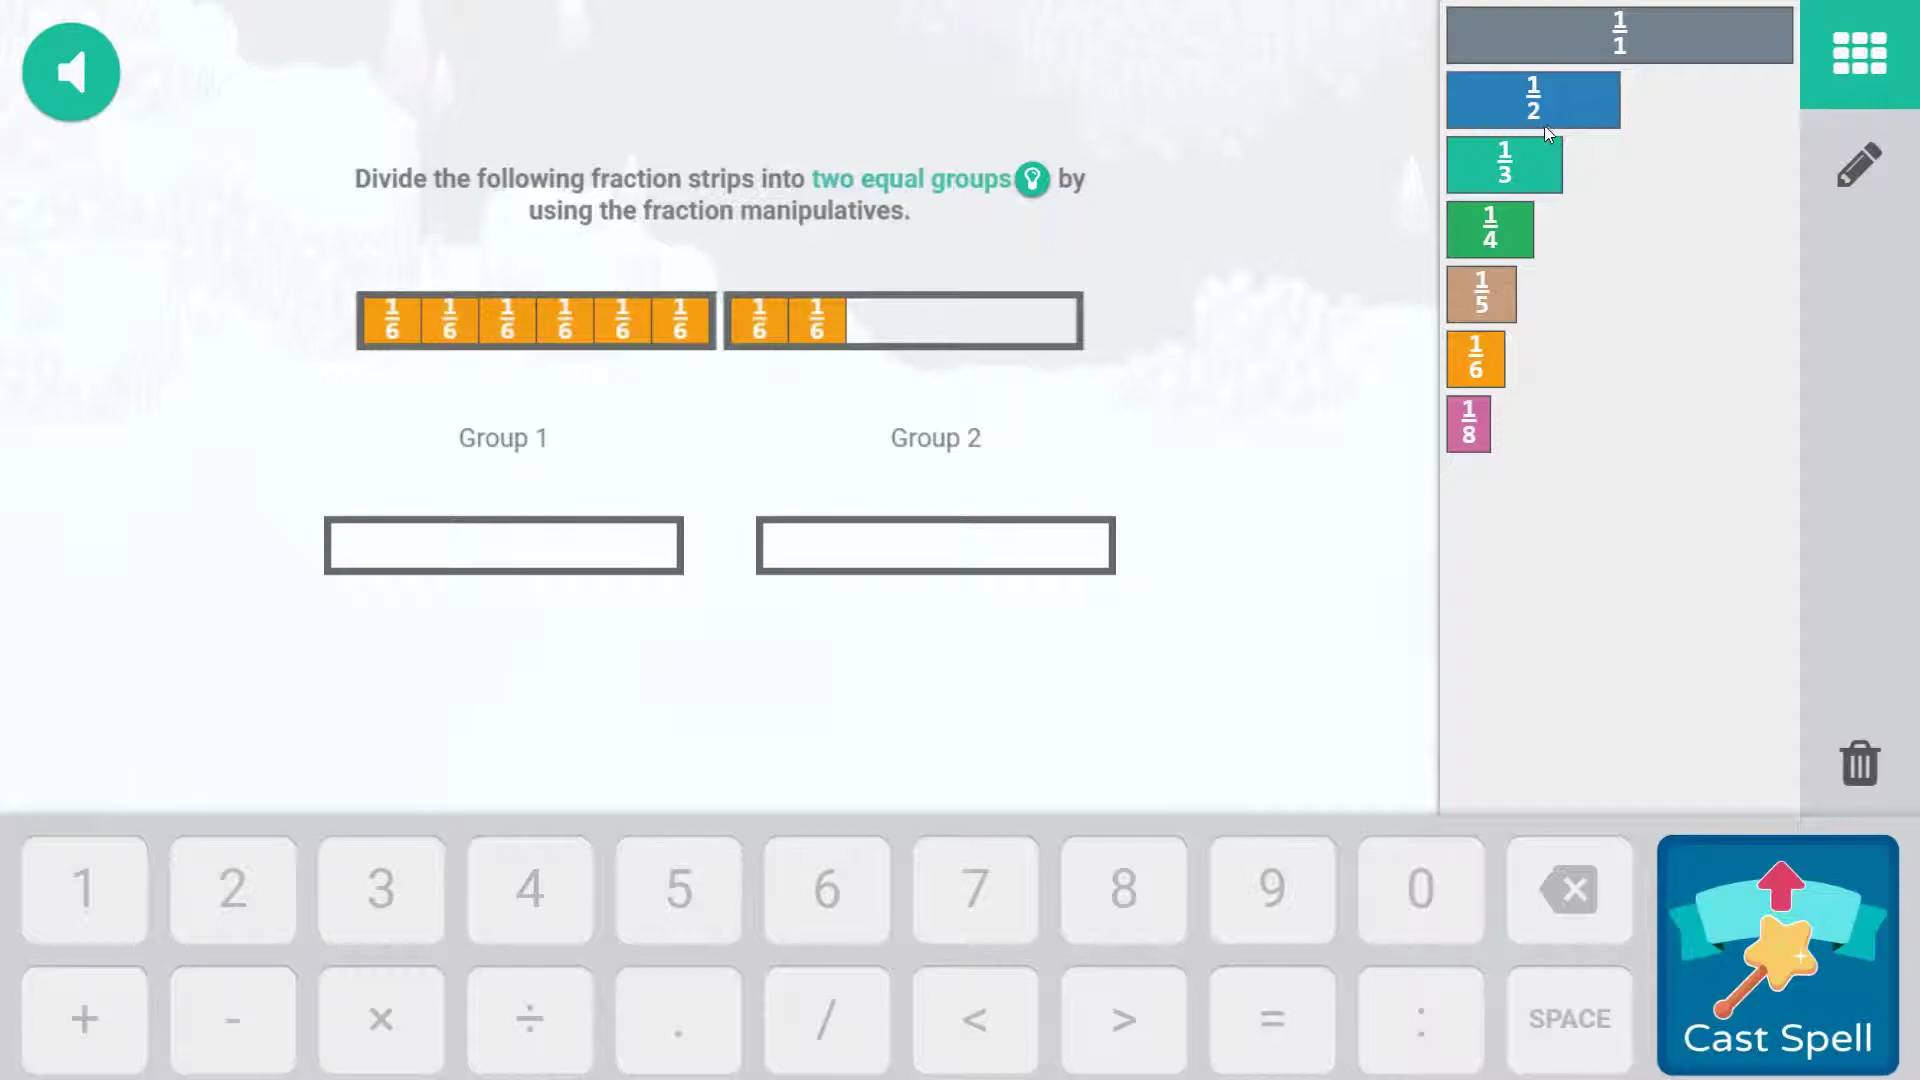 Divide the following fraction strips into two equal groups by
using the fraction manipulatives.
1/6 1/6 1/6 1/6 1/6 1/6 1/6 1/6
Group 1 Group 2
1/1
1/2
1/3
1/4
1/5
1/6
1/8
1 2 3 4 5 6 7 8 9 0
+ - × ÷ . / < > = : SPACE
Cast Spell